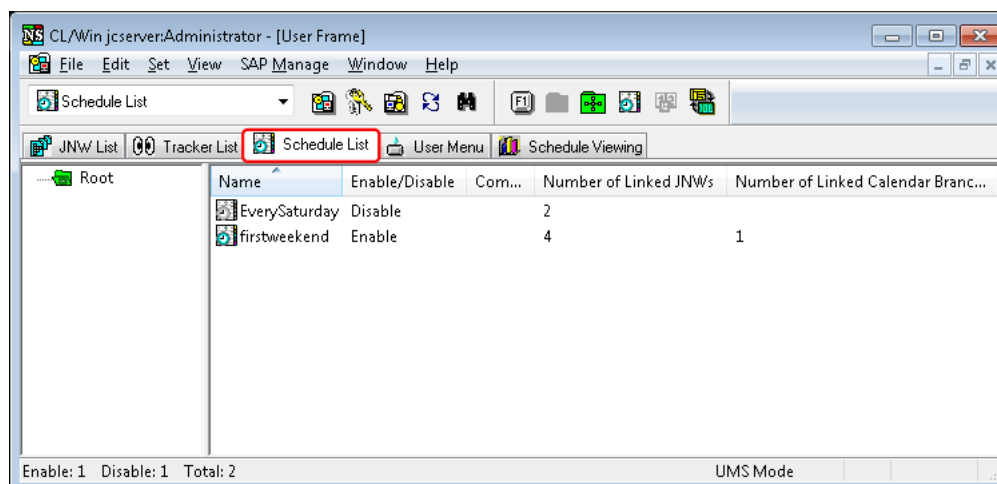 NS CL/Win jcserver:Administrator - [User Frame]
File Edit Set View SAP Manage Window Help
Schedule List F1
JNW List Tracker List Schedule List User Menu Schedule Viewing
Root
Name Enable/Disable Com... Number of Linked JNWs Number of Linked Calendar Branc...
EverySaturday Disable 2
firstweekend Enable 4 1
Enable: 1 Disable: 1 Total: 2 UMS Mode